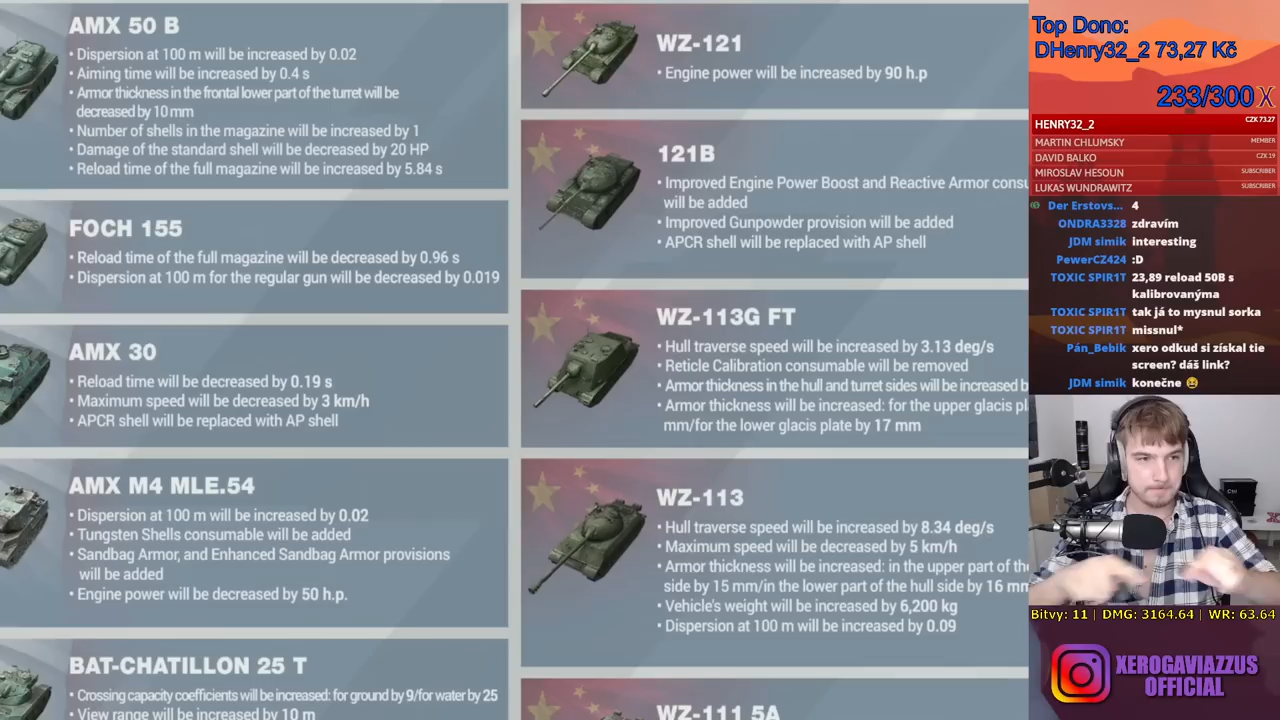 AMX 50 B
• Dispersion at 100 m will be increased by 0.02
• Aiming time will be increased by 0.4 s
• Armor thickness in the frontal lower part of the turret will be
decreased by 10 mm
• Number of shells in the magazine will be increased by 1
• Damage of the standard shell will be decreased by 20 HP
• Reload time of the full magazine will be increased by 5.84 s
FOCH 155
• Reload time of the full magazine will be decreased by 0.96 s
• Dispersion at 100 m for the regular gun will be decreased by 0.019
AMX 30
• Reload time will be decreased by 0.19 s
• Maximum speed will be decreased by 3 km/h
• APCR shell will be replaced with AP shell
AMX M4 MLE.54
• Dispersion at 100 m will be increased by 0.02
• Tungsten Shells consumable will be added
• Sandbag Armor, and Enhanced Sandbag Armor provisions
will be added
• Engine power will be decreased by 50 h.p.
BAT-CHATILLON 25 T
• Crossing capacity coefficients will be increased: for ground by 9/for water by 25
• View range will be increased by 10 m
WZ-121
• Engine power will be increased by 90 h.p
121B
• Improved Engine Power Boost and Reactive Armor consu
will be added
• Improved Gunpowder provision will be added
• APCR shell will be replaced with AP shell
WZ-113G FT
• Hull traverse speed will be increased by 3.13 deg/s
• Reticle Calibration consumable will be removed
• Armor thickness in the hull and turret sides will be increased b
• Armor thickness will be increased: for the upper glacis pl
mm/for the lower glacis plate by 17 mm
WZ-113
• Hull traverse speed will be increased by 8.34 deg/s
• Maximum speed will be decreased by 5 km/h
• Armor thickness will be increased: in the upper part of the
side by 15 mm/in the lower part of the hull side by 16 mm
• Vehicle's weight will be increased by 6,200 kg
• Dispersion at 100 m will be increased by 0.09
WZ-111 5A
Top Dono:
DHenry32_2 73,27 Kč
233/300 X
HENRY32_2 CZK 73.27
MARTIN CHLUMSKY MEMBER
DAVID BALKO CZK 19
MIROSLAV HESOUN SUBSCRIBER
LUKAS WUNDRAWITZ SUBSCRIBER
Der Erstovs... 4
ONDRA3328 zdravím
JDM simik interesting
PewerCZ424 :D
TOXIC SPIR1T 23,89 reload 50B s
kalibrovanýma
TOXIC SPIR1T tak já to mysnul sorka
TOXIC SPIR1T missnul*
Pán_Bebik xero odkud si získal tie
screen? dáš link?
JDM simik konečne
Bitvy: 11 | DMG: 3164.64 | WR: 63.64
XEROGAVIAZZUS
OFFICIAL